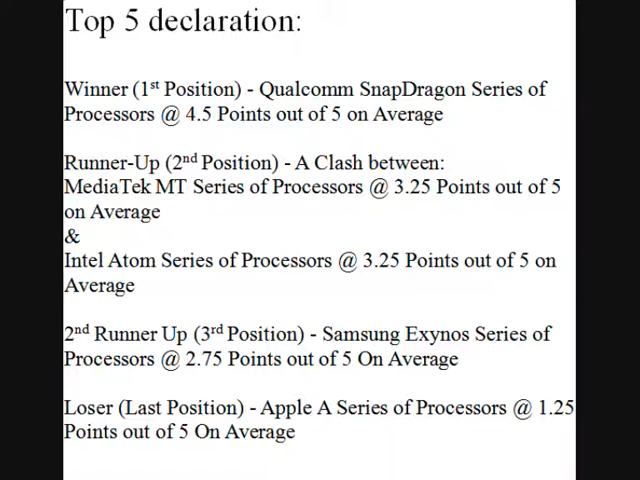 Top 5 declaration:
Winner (1st Position) - Qualcomm SnapDragon Series of
Processors @ 4.5 Points out of 5 on Average
Runner-Up (2nd Position) - A Clash between:
MediaTek MT Series of Processors @ 3.25 Points out of 5
on Average
&
Intel Atom Series of Processors @ 3.25 Points out of 5 on
Average
2nd Runner Up (3rd Position) - Samsung Exynos Series of
Processors @ 2.75 Points out of 5 On Average
Loser (Last Position) - Apple A Series of Processors @ 1.25
Points out of 5 On Average